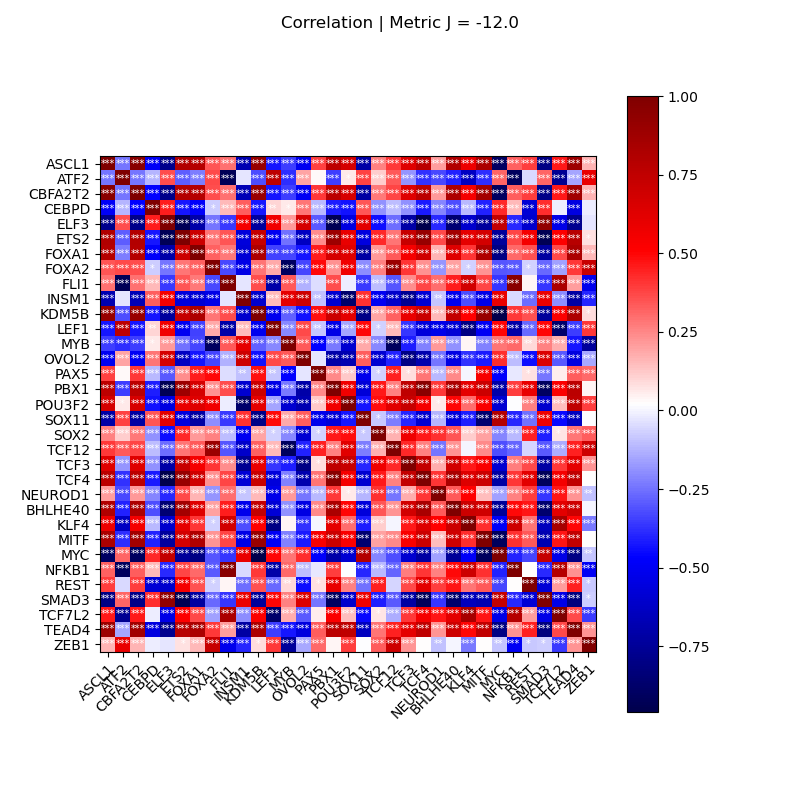 Correlation | Metric J = -12.0
ASCL1
ATF2
CBFA2T2
CEBPD
ELF3
ETS2
FOXA1
FOXA2
FLI1
INSM1
KDM5B
LEF1
MYB
OVOL2
PAX5
PBX1
POU3F2
SOX11
SOX2
TCF12
TCF3
TCF4
NEUROD1
BHLHE40
KLF4
MITF
MYC
NFKB1
REST
SMAD3
TCF7L2
TEAD4
ZEB1
ASCL1
ATF2
CBFA2T2
CEBPD
ELF3
ETS2
FOXA1
FOXA2
FLI1
INSM1
KDM5B
LEF1
MYB
OVOL2
PAX5
PBX1
POU3F2
SOX11
SOX2
TCF12
TCF3
TCF4
NEUROD1
BHLHE40
KLF4
MITF
MYC
NFKB1
REST
SMAD3
TCF7L2
TEAD4
ZEB1
1.00
0.75
0.50
0.25
0.00
−0.25
−0.50
−0.75